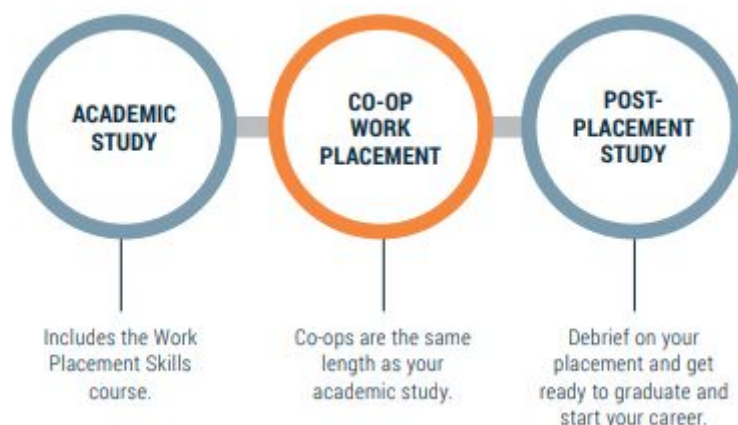 ACADEMIC
STUDY
CO-OP
WORK
PLACEMENT
POST-
PLACEMENT
STUDY
Includes the Work
Placement Skills
course.
Co-ops are the same
length as your
academic study.
Debrief on your
placement and get
ready to graduate and
start your career.